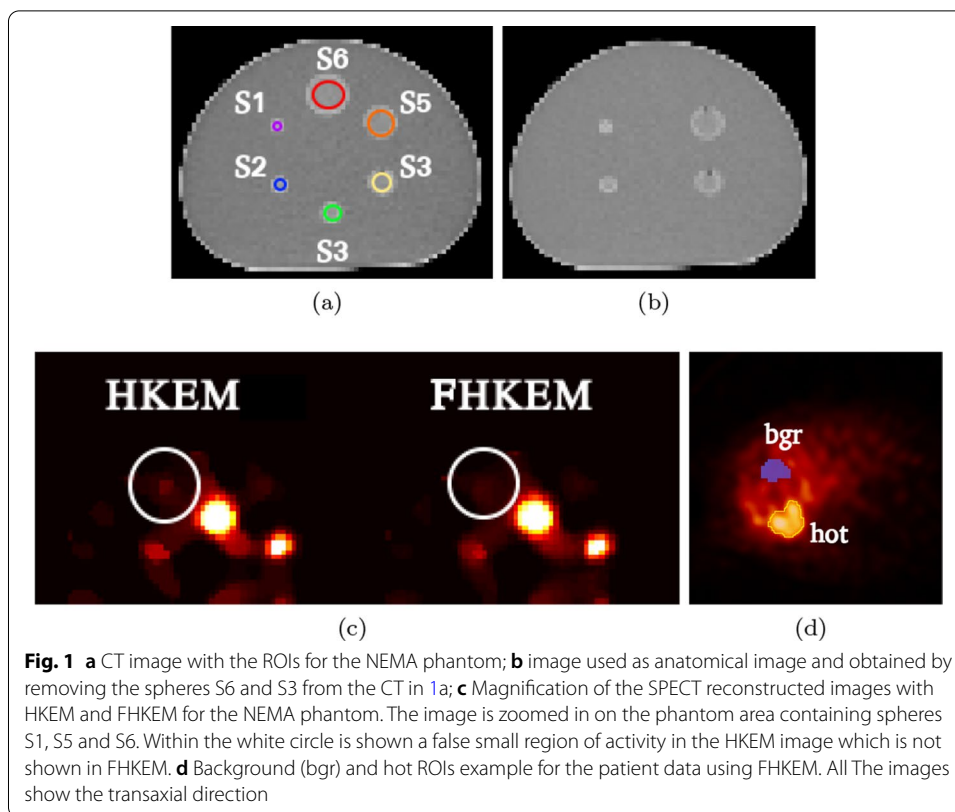 S6
S1
S5
S2
S3
S3
(a)
(b)
HKEM
FHKEM
bgr
hot
(c)
(d)
Fig. 1 a CT image with the ROIs for the NEMA phantom; b image used as anatomical image and obtained by
removing the spheres S6 and S3 from the CT in 1a; c Magnification of the SPECT reconstructed images with
HKEM and FHKEM for the NEMA phantom. The image is zoomed in on the phantom area containing spheres
S1, S5 and S6. Within the white circle is shown a false small region of activity in the HKEM image which is not
shown in FHKEM. d Background (bgr) and hot ROIs example for the patient data using FHKEM. All The images
show the transaxial direction